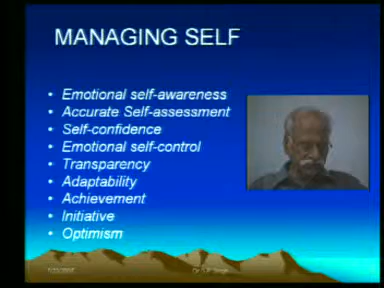 MANAGING SELF
• Emotional self-awareness
• Accurate Self-assessment
• Self-confidence
• Emotional self-control
• Transparency
• Adaptability
• Achievement
• Initiative
• Optimism